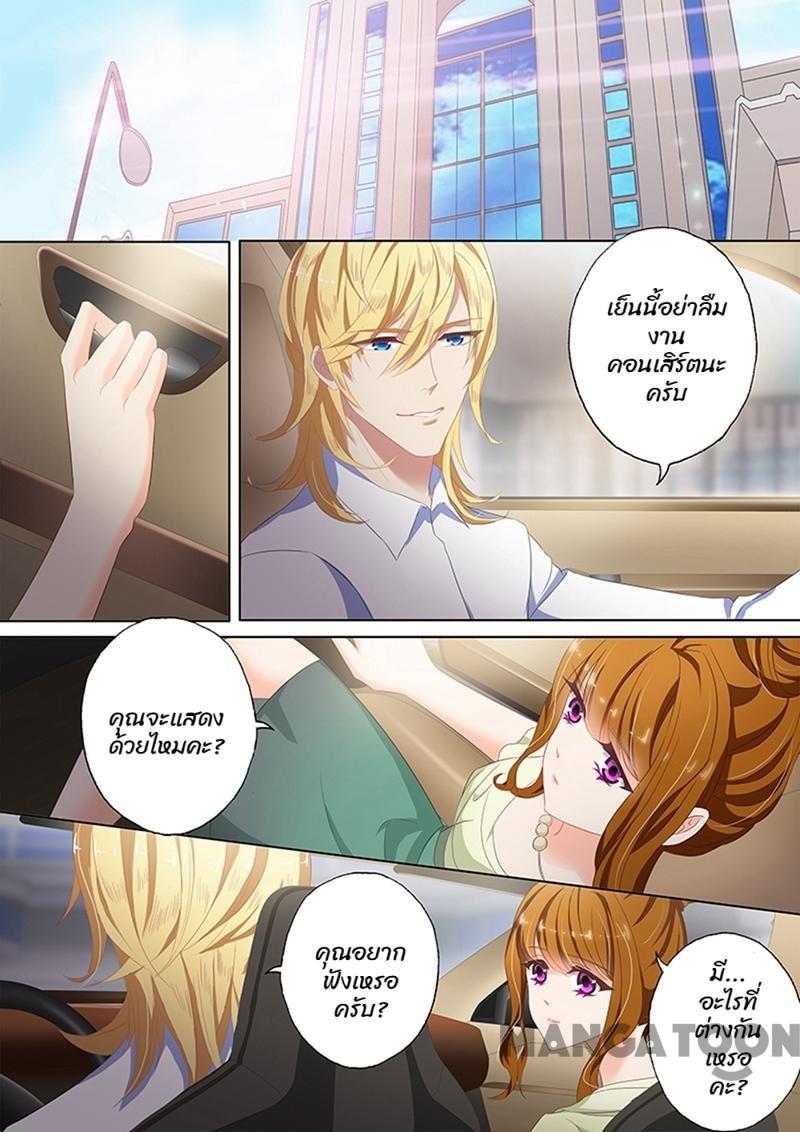 เย็นนี้อย่าลืม
งาน
คอนเสิร์ตนะ
ครับ
คุณจะแสดง
ด้วยไหมคะ?
คุณอยาก
ฟังเหรอ
ครับ?
มี...
อะไรที่
ต่างกัน
เหรอ
คะ?
MANGATOON